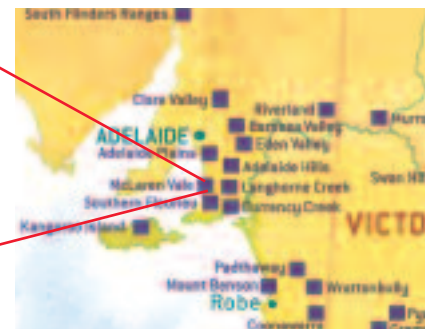 South Flinders Ranges
Clare Valley
Riverland
Barossa Valley
ADELAIDE
Eden Valley
Adelaide Plains
Adelaide Hills
Swan Hill
McLaren Vale
Langhorne Creek
Southern Fleurieu
Currency Creek
Kangaroo Island
VICTO
Padthaway
Mount Benson
Wrattonbully
Robe
Coonawarra